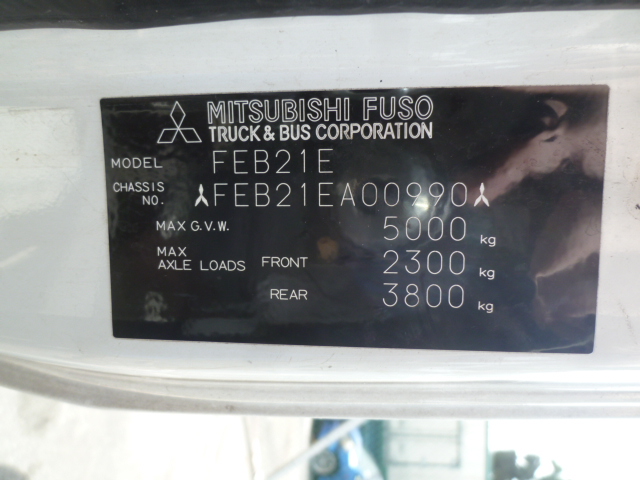 MITSUBISHI FUSO
TRUCK & BUS CORPORATION
MODEL FEB21E
CHASSIS NO. FEB21EA00990
MAX G.V.W. 5000 kg
MAX AXLE LOADS FRONT 2300 kg
REAR 3800 kg